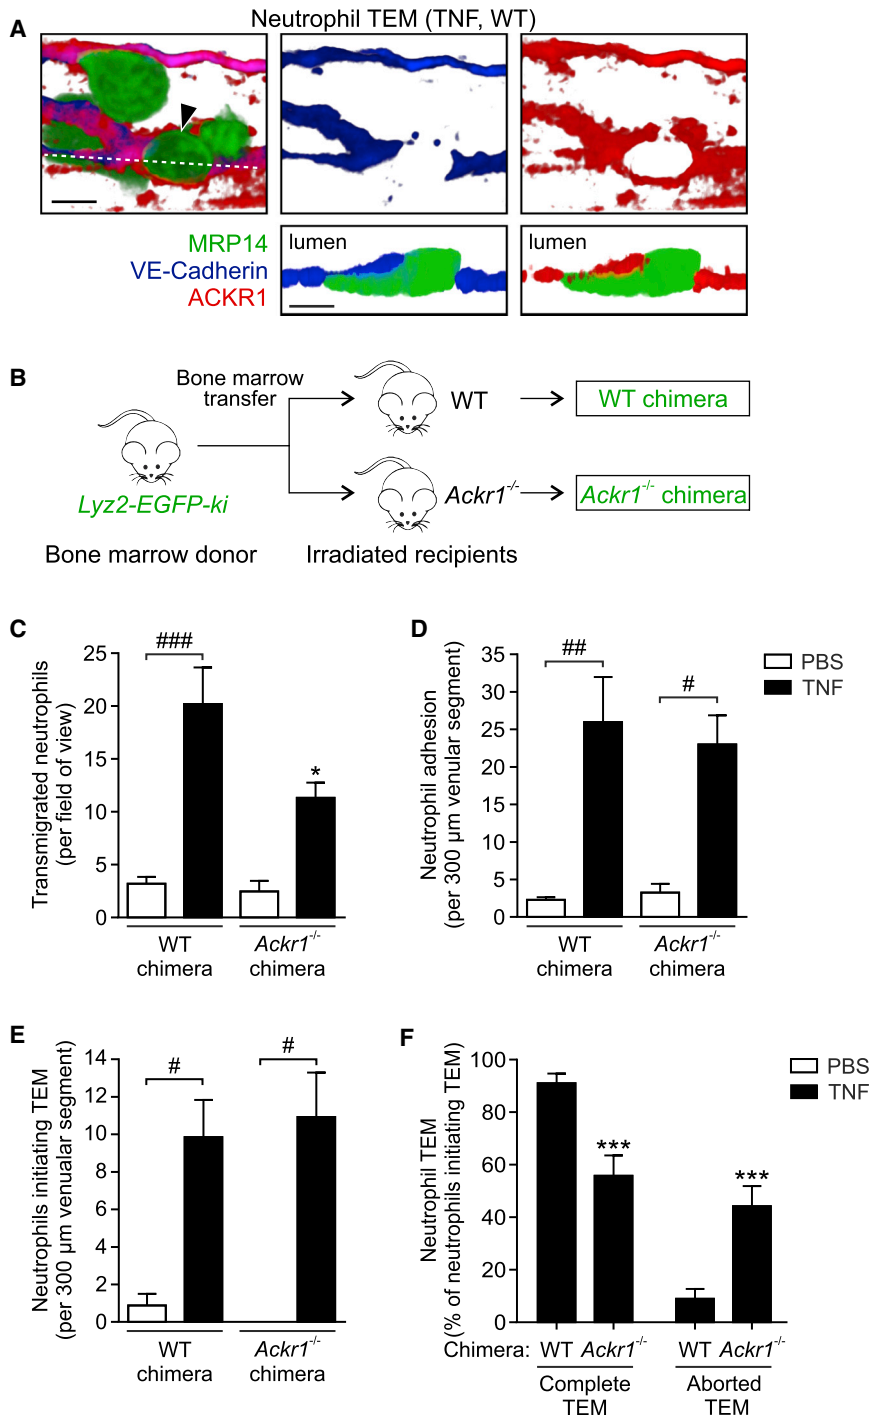 A
Neutrophil TEM (TNF, WT)
MRP14
VE-Cadherin
ACKR1
lumen
lumen
B
Bone marrow
transfer
WT
WT chimera
Lyz2-EGFP-ki
Ackr1-/-
Ackr1-/- chimera
Bone marrow donor
Irradiated recipients
C
Transmigrated neutrophils
(per field of view)
25
20
15
10
5
0
###
*
WT
chimera
Ackr1-/-
chimera
D
Neutrophil adhesion
(per 300 µm venular segment)
35
30
25
20
15
10
5
0
##
#
WT
chimera
Ackr1-/-
chimera
PBS
TNF
E
Neutrophils initiating TEM
(per 300 µm venualar segment)
14
12
10
8
6
4
2
0
#
#
WT
chimera
Ackr1-/-
chimera
F
Neutrophil TEM
(% of neutrophils initiating TEM)
100
80
60
40
20
0
***
***
Chimera: WT Ackr1-/- WT Ackr1-/-
Complete
TEM
Aborted
TEM
PBS
TNF